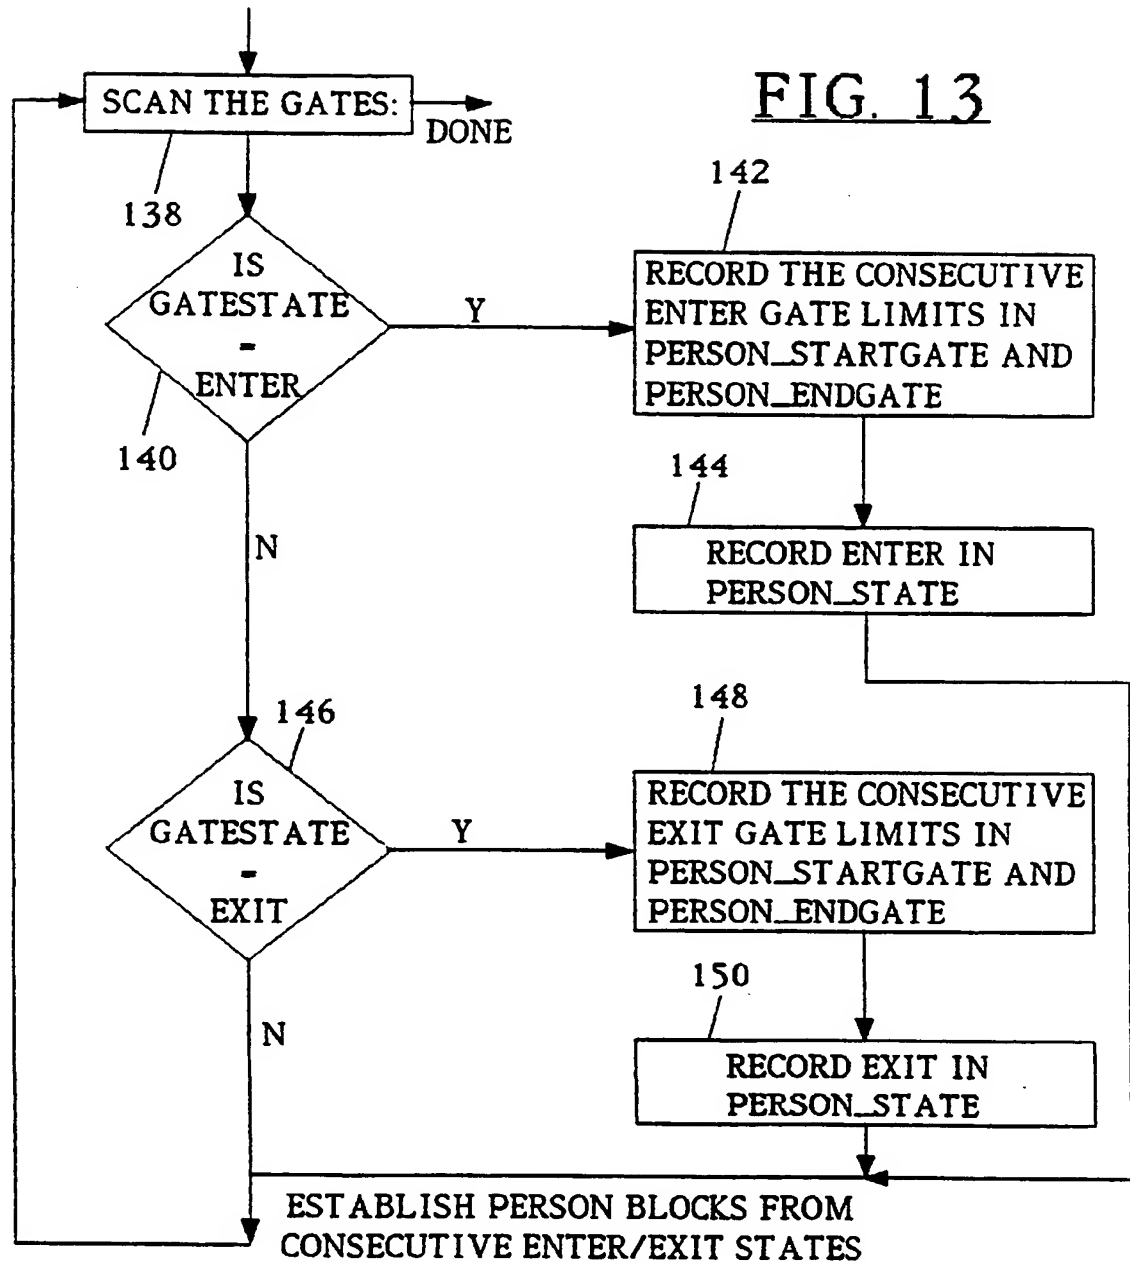 FIG. 13
SCAN THE GATES:
DONE
138
IS
GATESTATE
=
ENTER
140
Y
142
RECORD THE CONSECUTIVE
ENTER GATE LIMITS IN
PERSON_STARTGATE AND
PERSON_ENDGATE
144
RECORD ENTER IN
PERSON_STATE
N
146
IS
GATESTATE
=
EXIT
Y
148
RECORD THE CONSECUTIVE
EXIT GATE LIMITS IN
PERSON_STARTGATE AND
PERSON_ENDGATE
150
RECORD EXIT IN
PERSON_STATE
N
ESTABLISH PERSON BLOCKS FROM
CONSECUTIVE ENTER/EXIT STATES